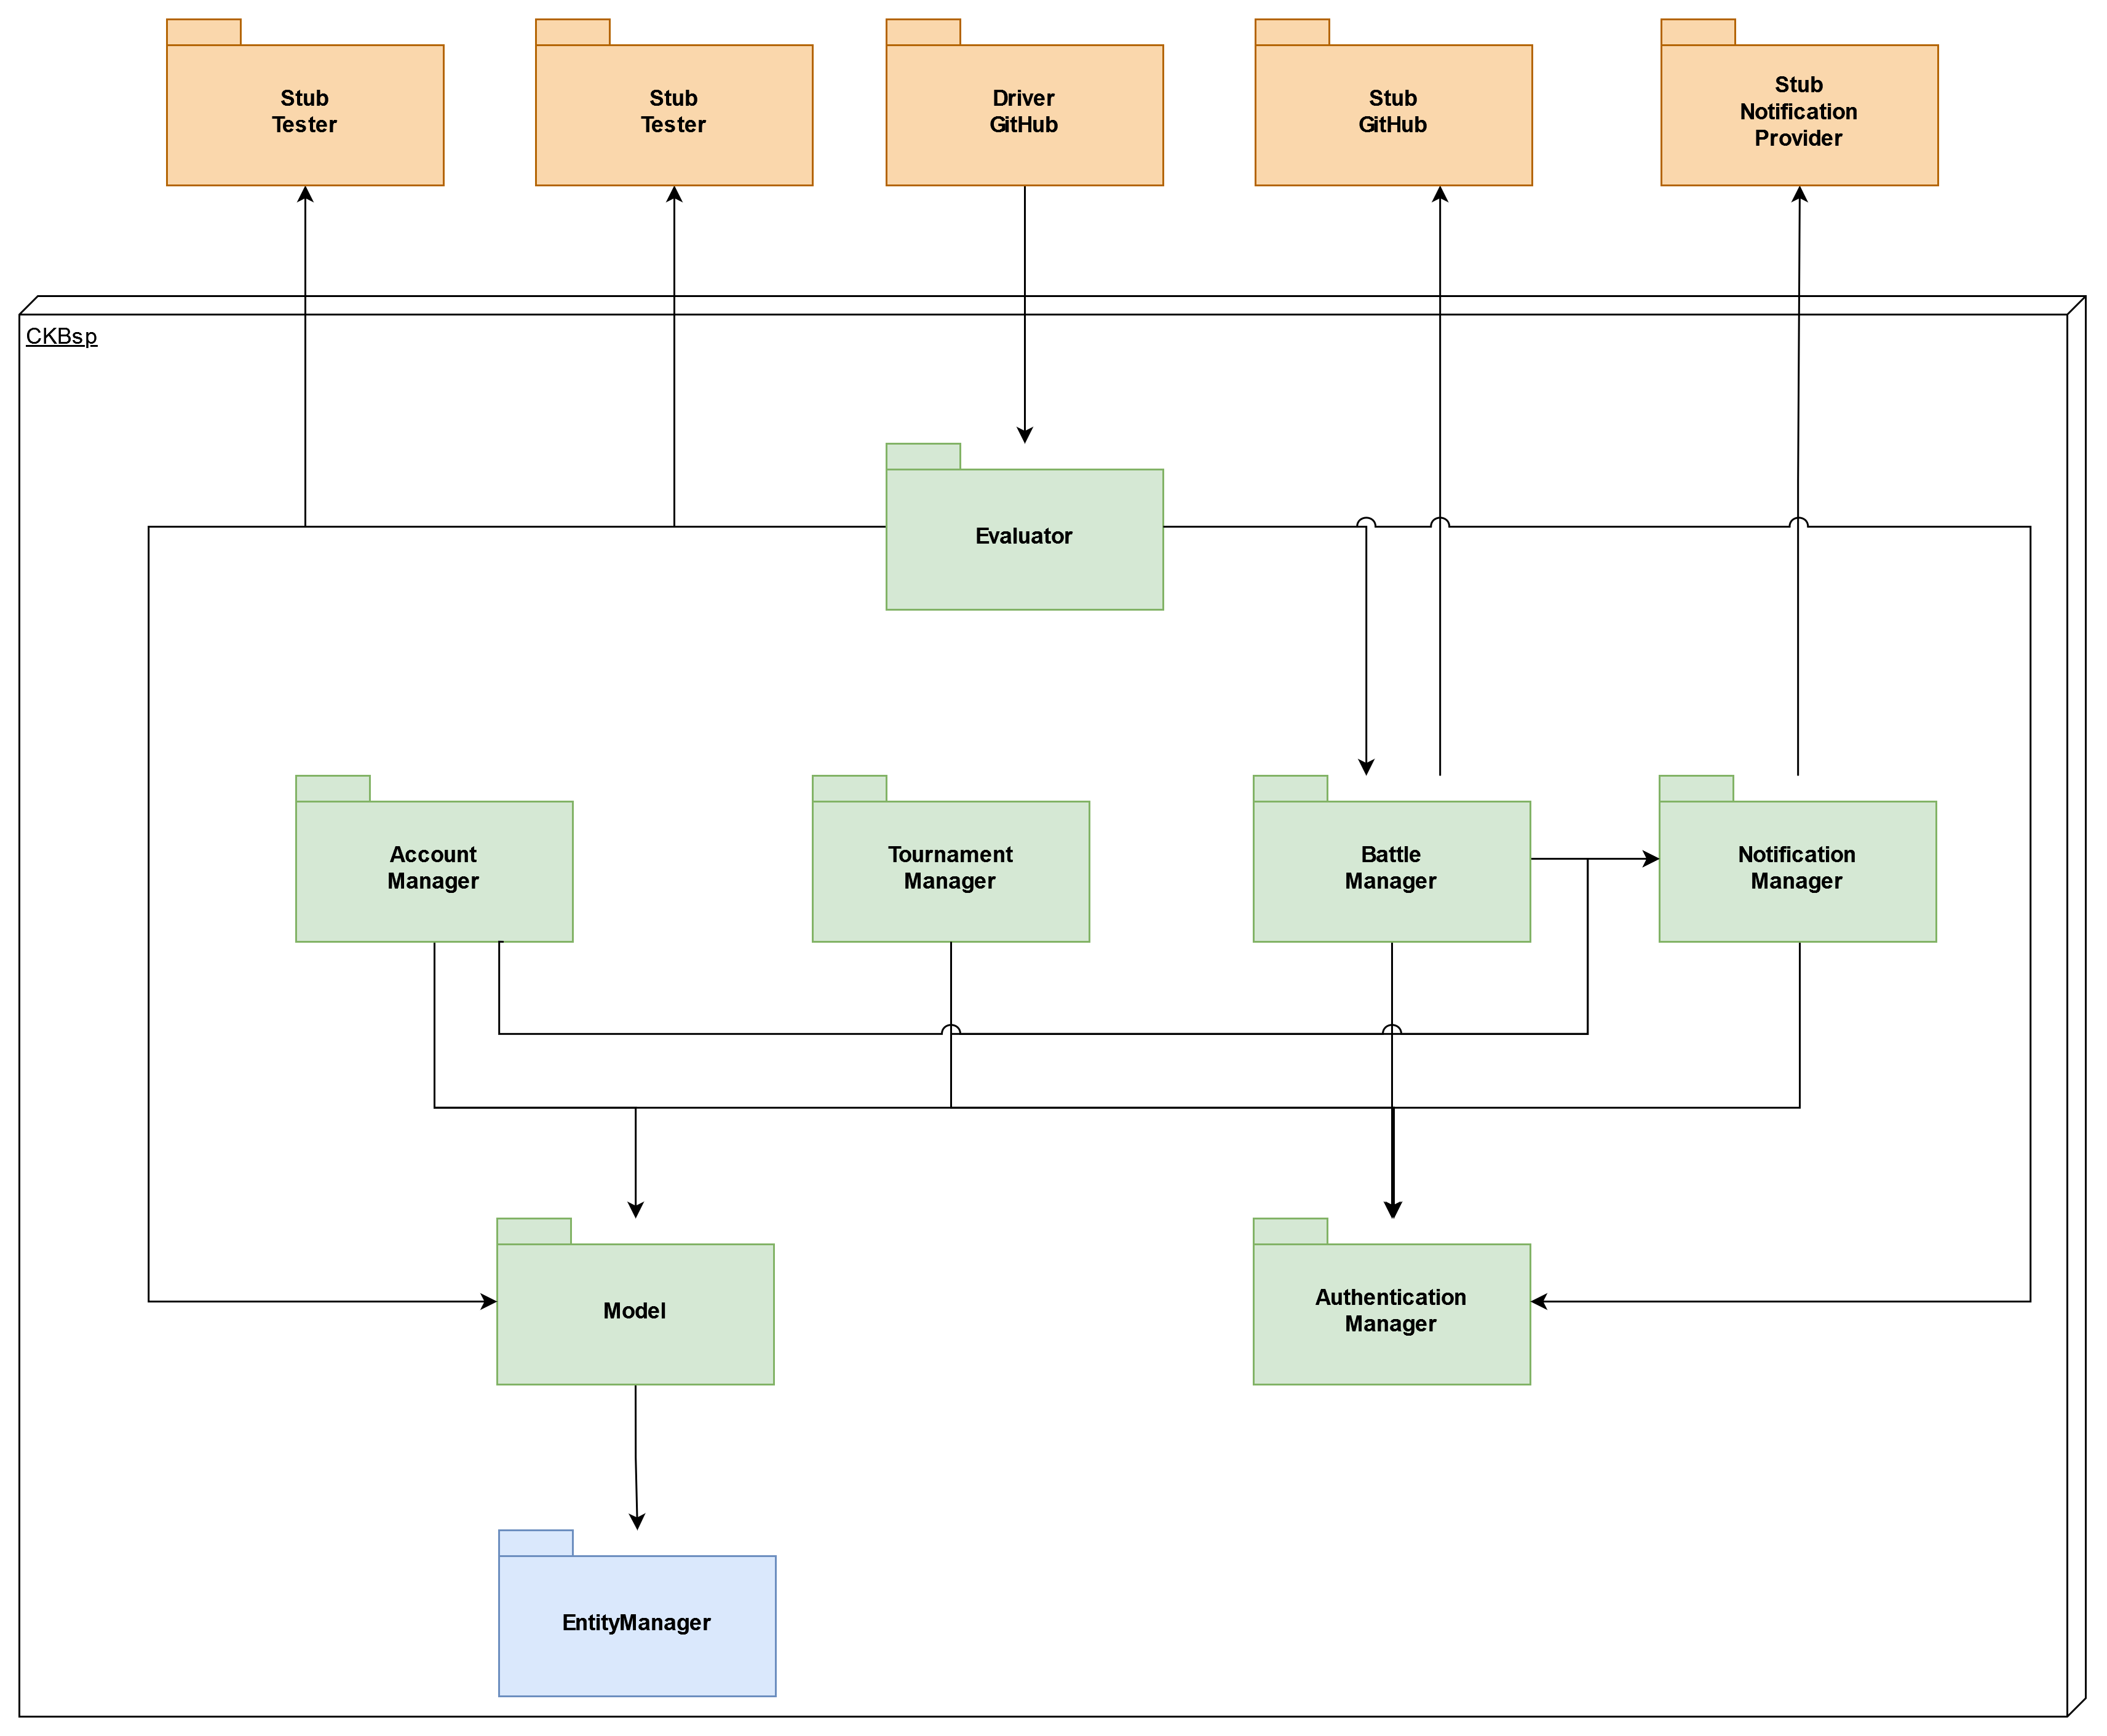 Stub
Tester
Stub
Tester
Driver
GitHub
Stub
GitHub
Stub
Notification
Provider
CKBsp
Evaluator
Account
Manager
Tournament
Manager
Battle
Manager
Notification
Manager
Model
Authentication
Manager
EntityManager